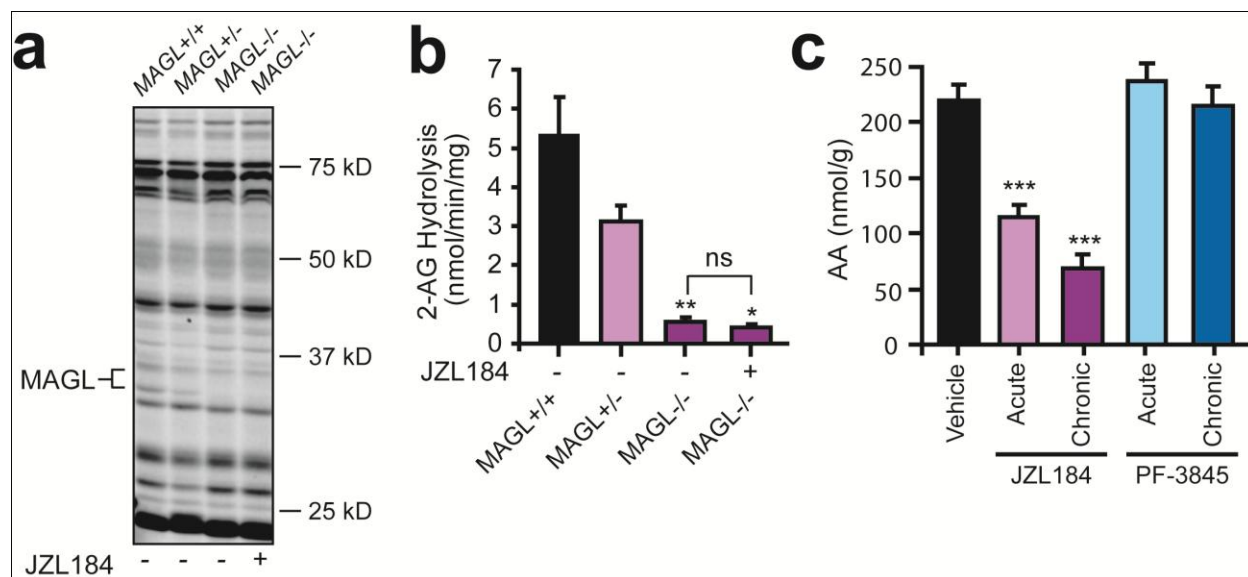 a
MAGL+/+
MAGL+/-
MAGL-/-
MAGL-/-
75 kD
50 kD
37 kD
25 kD
MAGL
JZL184 - - - +
b
2-AG Hydrolysis
(nmol/min/mg)
7
6
5
4
3
2
1
0
ns
** *
JZL184 - - - +
MAGL+/+
MAGL+/-
MAGL-/-
MAGL-/-
c
AA (nmol/g)
250
200
150
100
50
0
***
***
Vehicle
Acute
Chronic
Acute
Chronic
JZL184 PF-3845